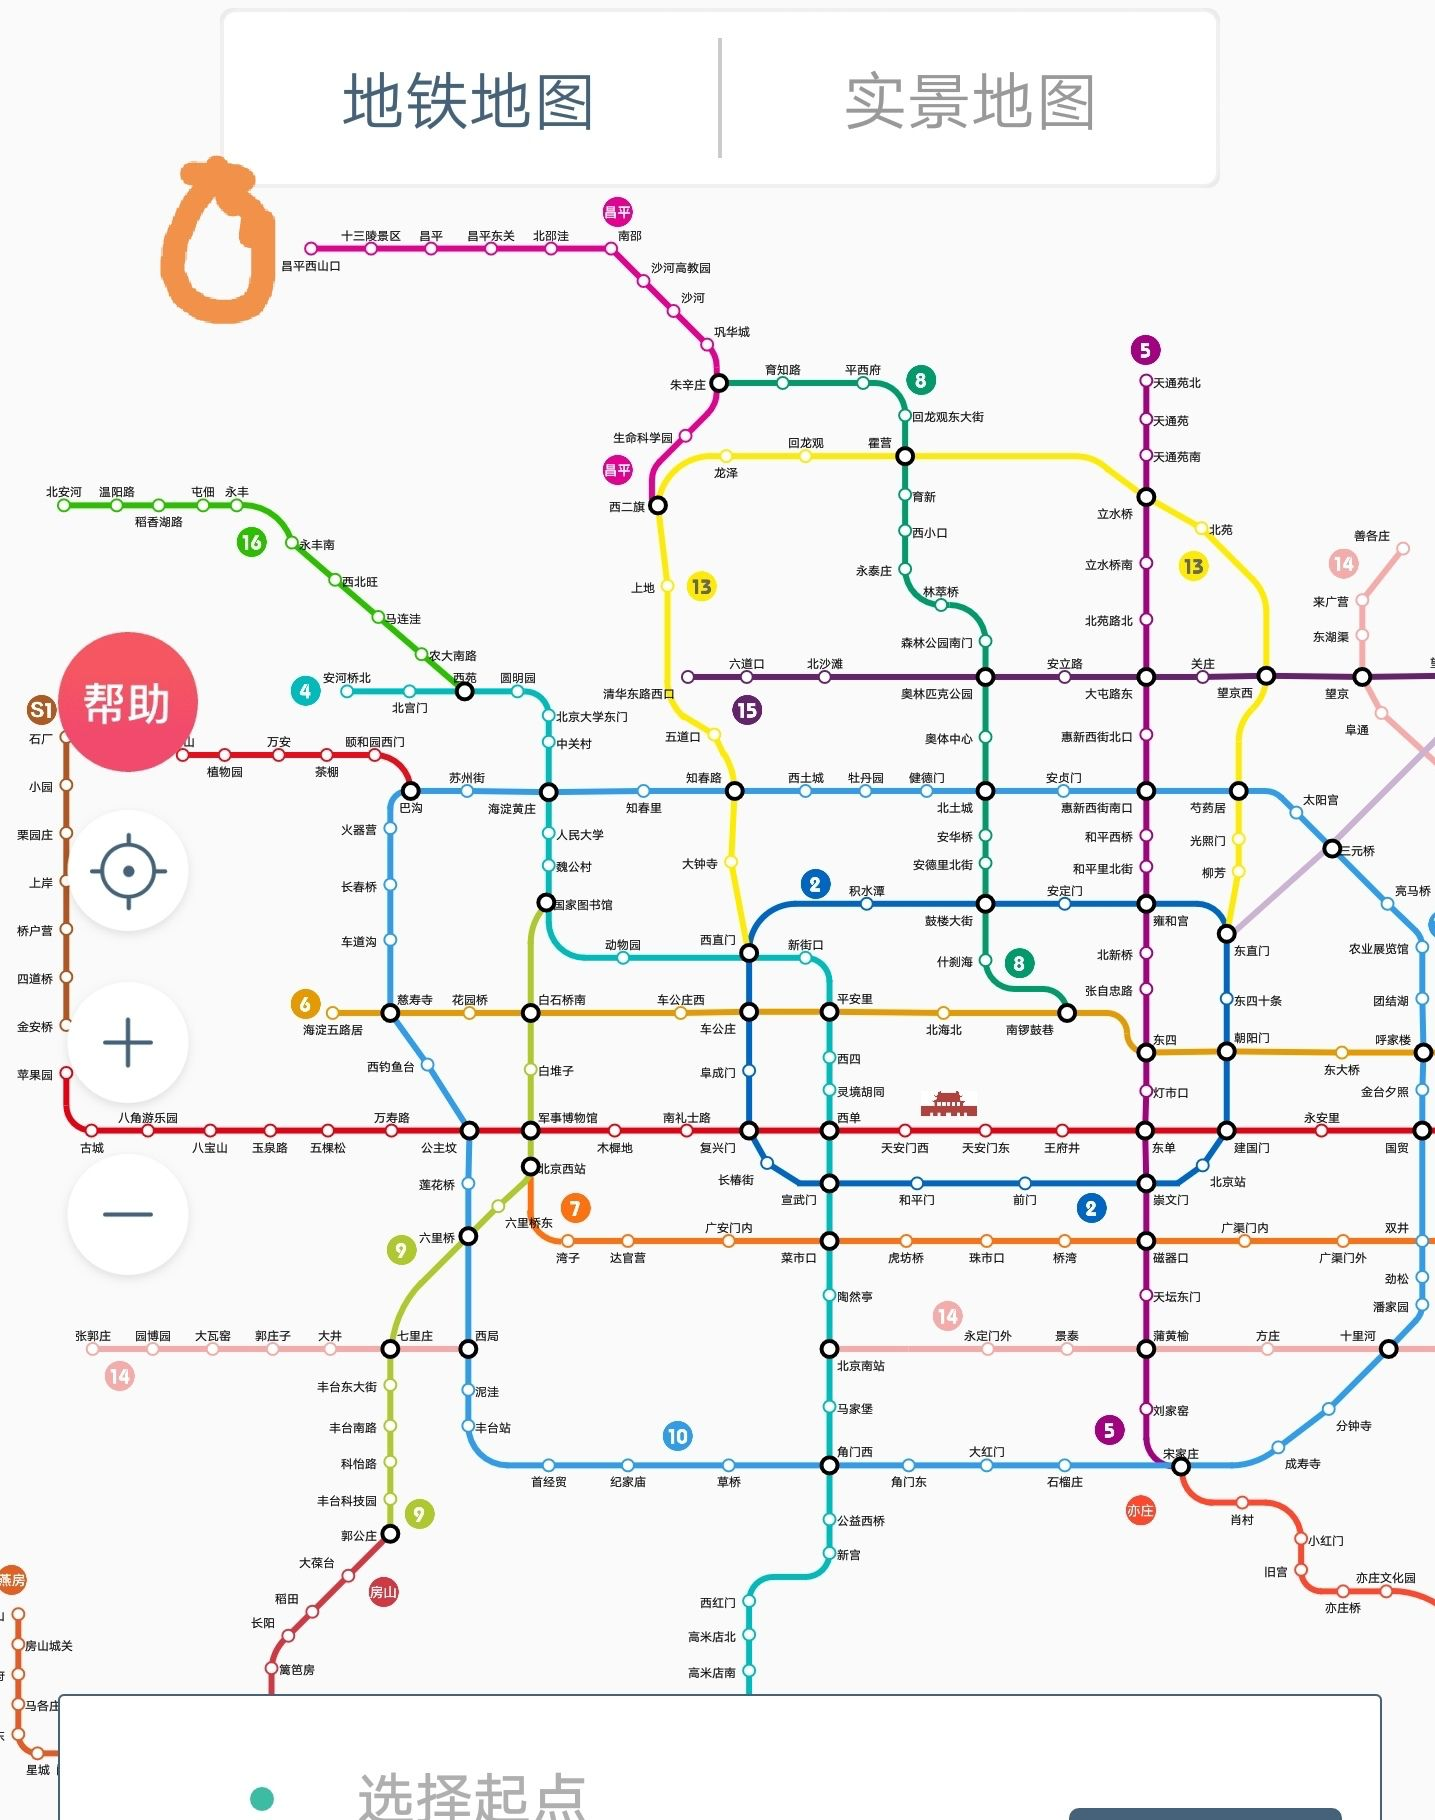 地铁地图
实景地图
昌平
十三陵景区
昌平
昌平东关
北邵洼
南邵
昌平西山口
沙河高教园
沙河
巩华城
朱辛庄
育知路
平西府
8
5
天通苑北
回龙观东大街
天通苑
生命科学园
回龙观
霍营
天通苑南
昌平
龙泽
北安河
温阳路
屯佃
永丰
西二旗
育新
稻香湖路
立水桥
16
永丰南
西小口
北苑
善各庄
西北旺
上地
13
永泰庄
立水桥南
13
14
林萃桥
来广营
马连洼
北苑路北
东湖渠
农大南路
森林公园南门
六道口
北沙滩
安立路
关庄
4
安河桥北
西苑
圆明园
清华东路西口
奥林匹克公园
大屯路东
望京西
望京
帮助
北宫门
15
S1
北京大学东门
阜通
石厂
山
万安
颐和园西门
中关村
五道口
奥体中心
惠新西街北口
植物园
茶棚
小园
苏州街
知春路
西土城
牡丹园
健德门
安贞门
巴沟
海淀黄庄
知春里
北土城
惠新西街南口
芍药居
太阳宫
栗园庄
火器营
人民大学
安华桥
和平西桥
光熙门
三元桥
魏公村
大钟寺
安德里北街
和平里北街
柳芳
上岸
长春桥
2
积水潭
安定门
亮马桥
国家图书馆
鼓楼大街
雍和宫
桥户营
车道沟
动物园
西直门
新街口
什刹海
8
北新桥
东直门
农业展览馆
四道桥
张自忠路
6
慈寿寺
花园桥
白石桥南
车公庄西
平安里
东四十条
团结湖
金安桥
海淀五路居
车公庄
北海北
南锣鼓巷
东四
朝阳门
呼家楼
西钓鱼台
白堆子
阜成门
西四
东大桥
苹果园
灵境胡同
灯市口
金台夕照
八角游乐园
万寿路
军事博物馆
南礼士路
西单
永安里
古城
八宝山
玉泉路
五棵松
公主坟
木樨地
复兴门
天安门西
天安门东
王府井
东单
建国门
国贸
北京西站
莲花桥
长椿街
宣武门
和平门
前门
崇文门
北京站
7
2
六里桥东
广安门内
广渠门内
双井
六里桥
9
湾子
达官营
菜市口
虎坊桥
珠市口
桥湾
磁器口
广渠门外
劲松
陶然亭
天坛东门
潘家园
14
张郭庄
园博园
大瓦窑
郭庄子
大井
七里庄
西局
永定门外
景泰
蒲黄榆
方庄
十里河
14
北京南站
丰台东大街
泥洼
马家堡
刘家窑
丰台南路
丰台站
5
分钟寺
10
角门西
大红门
宋家庄
科怡路
首经贸
纪家庙
草桥
角门东
石榴庄
成寿寺
丰台科技园
9
亦庄
肖村
公益西桥
郭公庄
新宫
小红门
大葆台
旧宫
亦庄文化园
燕房
稻田
房山
西红门
亦庄桥
长阳
房山城关
高米店北
篱笆房
高米店南
马各庄
星城
选择起点